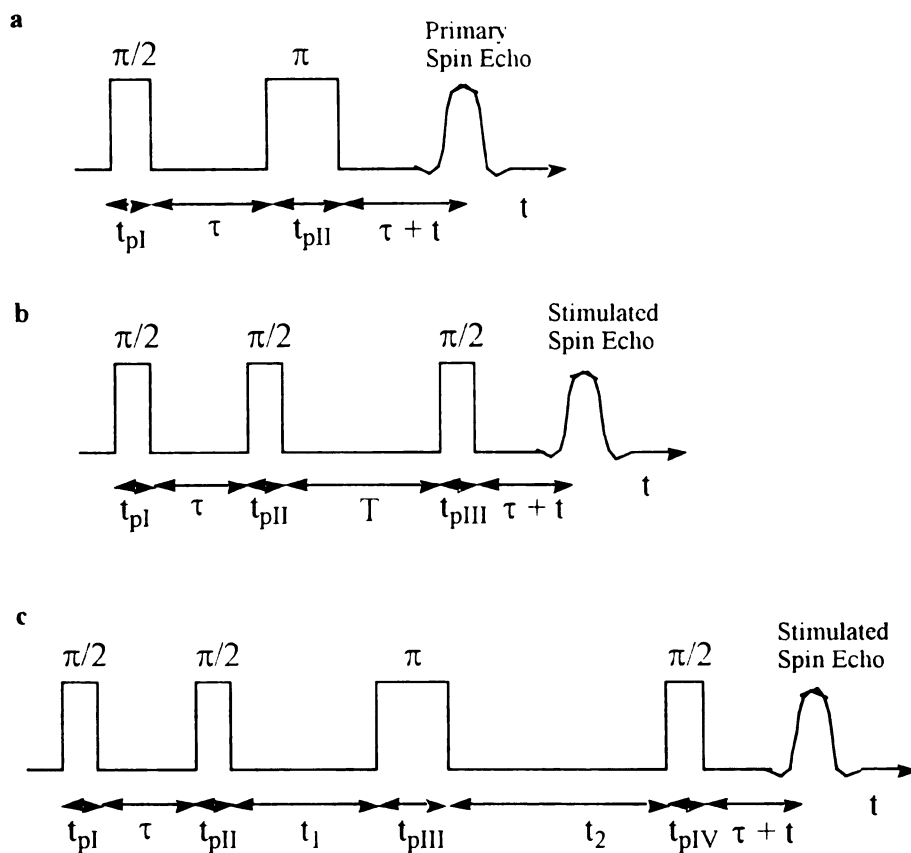 a
Primary
Spin Echo
π/2 π
t_pI τ t_pII τ + t t
b
Stimulated
Spin Echo
π/2 π/2 π/2
t_pI τ t_pII T t_pIII τ + t t
c
Stimulated
Spin Echo
π/2 π/2 π π/2
t_pI τ t_pII t_1 t_pIII t_2 t_pIV τ + t t